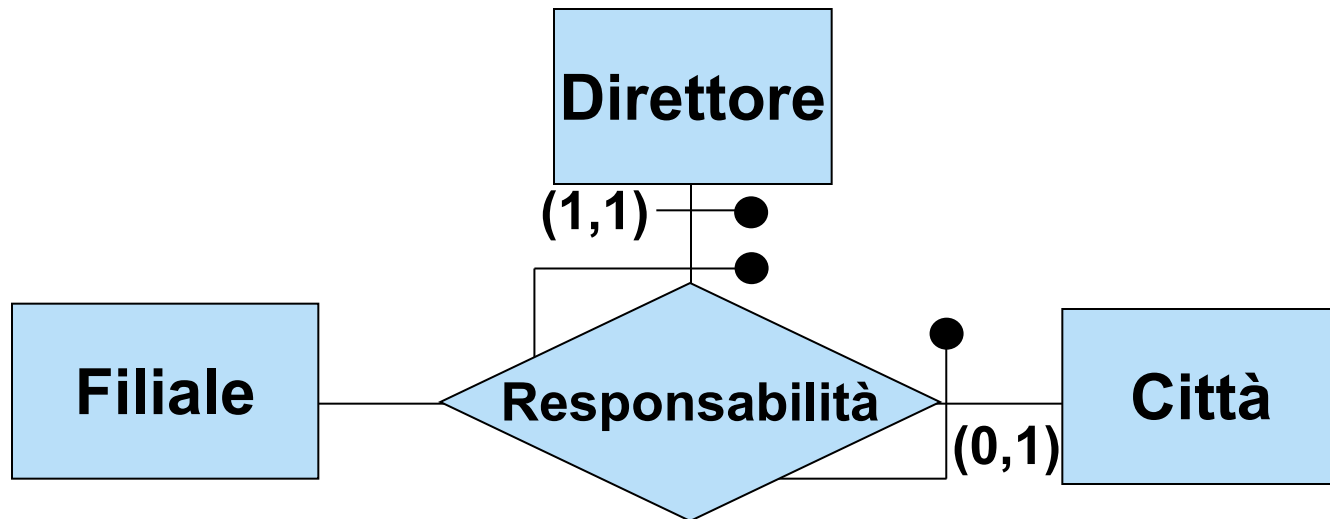 Direttore
(1,1)
Filiale
Responsabilità
Città
(0,1)